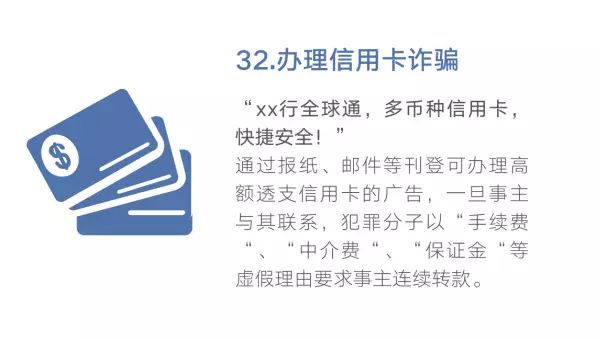 32.办理信用卡诈骗
“xx行全球通，多币种信用卡，
快捷安全！”
通过报纸、邮件等刊登可办理高
额透支信用卡的广告，一旦事主
与其联系，犯罪分子以“手续费
“、“中介费“、“保证金“等
虚假理由要求事主连续转款。
$